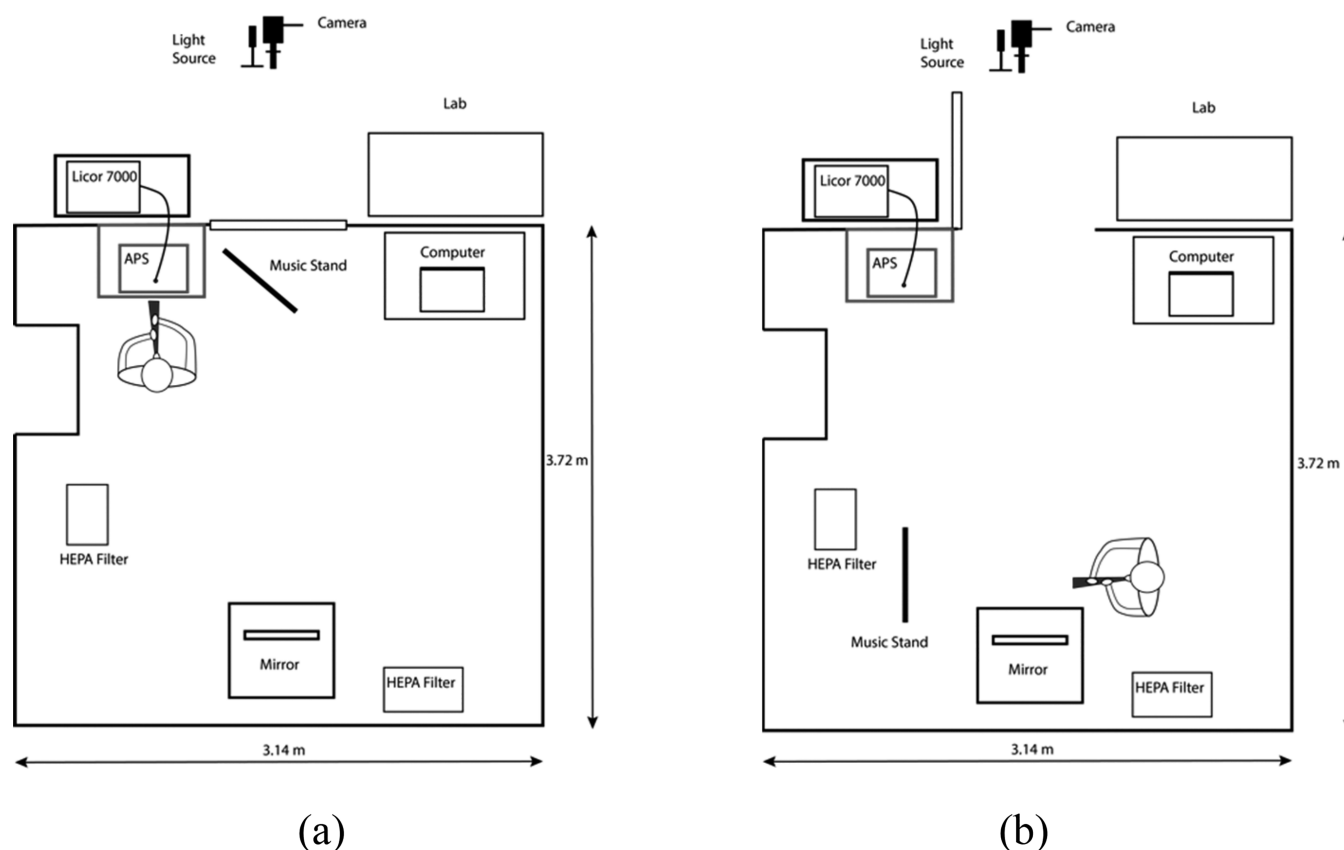 Camera
Light
Source
Lab
Licor 7000
APS
Music Stand
Computer
3.72 m
HEPA Filter
Mirror
HEPA Filter
3.14 m
(a)
Camera
Light
Source
Lab
Licor 7000
APS
Computer
3.72 m
HEPA Filter
Music Stand
Mirror
HEPA Filter
3.14 m
(b)